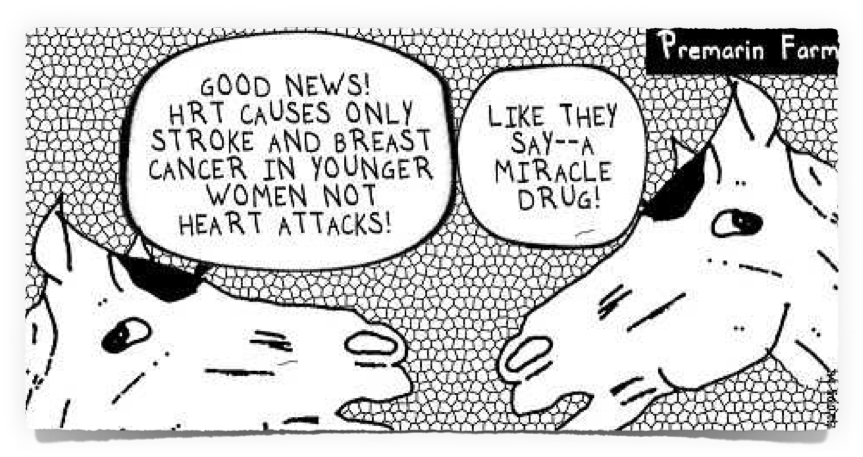 Premarin Farm
GOOD NEWS!
HRT CAUSES ONLY
STROKE AND BREAST
CANCER IN YOUNGER
WOMEN NOT
HEART ATTACKS!
LIKE THEY
SAY--A
MIRACLE
DRUG!